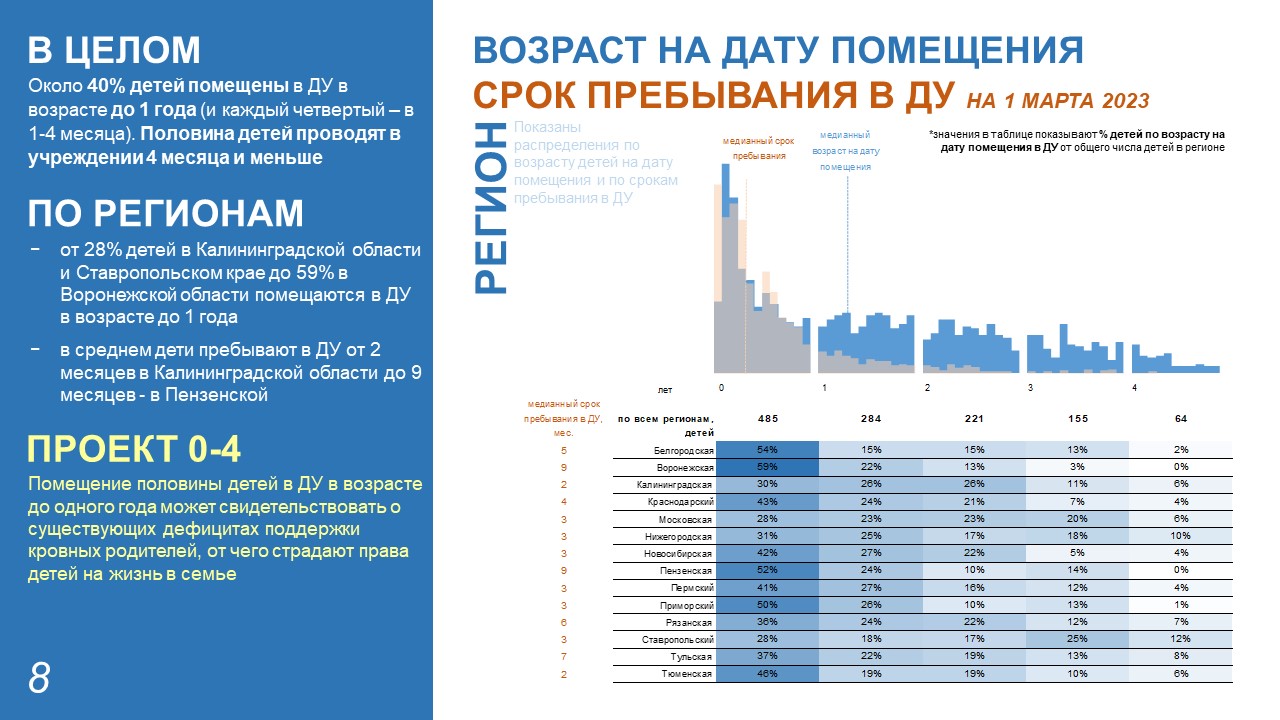 В ЦЕЛОМ
Около 40% детей помещены в ДУ в
возрасте до 1 года (и каждый четвертый – в
1-4 месяца). Половина детей проводят в
учреждении 4 месяца и меньше
ПО РЕГИОНАМ
− от 28% детей в Калининградской области
и Ставропольском крае до 59% в
Воронежской области помещаются в ДУ
в возрасте до 1 года
− в среднем дети пребывают в ДУ от 2
месяцев в Калининградской области до 9
месяцев - в Пензенской
ПРОЕКТ 0-4
Помещение половины детей в ДУ в возрасте
до одного года может свидетельствовать о
существующих дефицитах поддержки
кровных родителей, от чего страдают права
детей на жизнь в семье
8
ВОЗРАСТ НА ДАТУ ПОМЕЩЕНИЯ
СРОК ПРЕБЫВАНИЯ В ДУ НА 1 МАРТА 2023
РЕГИОН
Показаны
распределения по
возрасту детей на дату
помещения и по срокам
пребывания в ДУ
медианный срок
пребывания
медианный
возраст на дату
помещения
*значения в таблице показывают % детей по возрасту на
дату помещения в ДУ от общего числа детей в регионе
лет 0 1 2 3 4
медианный срок
пребывания в ДУ,
мес.
по всем регионам,
детей
485 284 221 155 64
5 Белгородская 54% 15% 15% 13% 2%
9 Воронежская 59% 22% 13% 3% 0%
2 Калининградская 30% 26% 26% 11% 6%
4 Краснодарский 43% 24% 21% 7% 4%
3 Московская 28% 23% 23% 20% 6%
3 Нижегородская 31% 25% 17% 18% 10%
3 Новосибирская 42% 27% 22% 5% 4%
9 Пензенская 52% 24% 10% 14% 0%
3 Пермский 41% 27% 16% 12% 4%
3 Приморский 50% 26% 10% 13% 1%
6 Рязанская 36% 24% 22% 12% 7%
3 Ставропольский 28% 18% 17% 25% 12%
7 Тульская 37% 22% 19% 13% 8%
2 Тюменская 46% 19% 19% 10% 6%